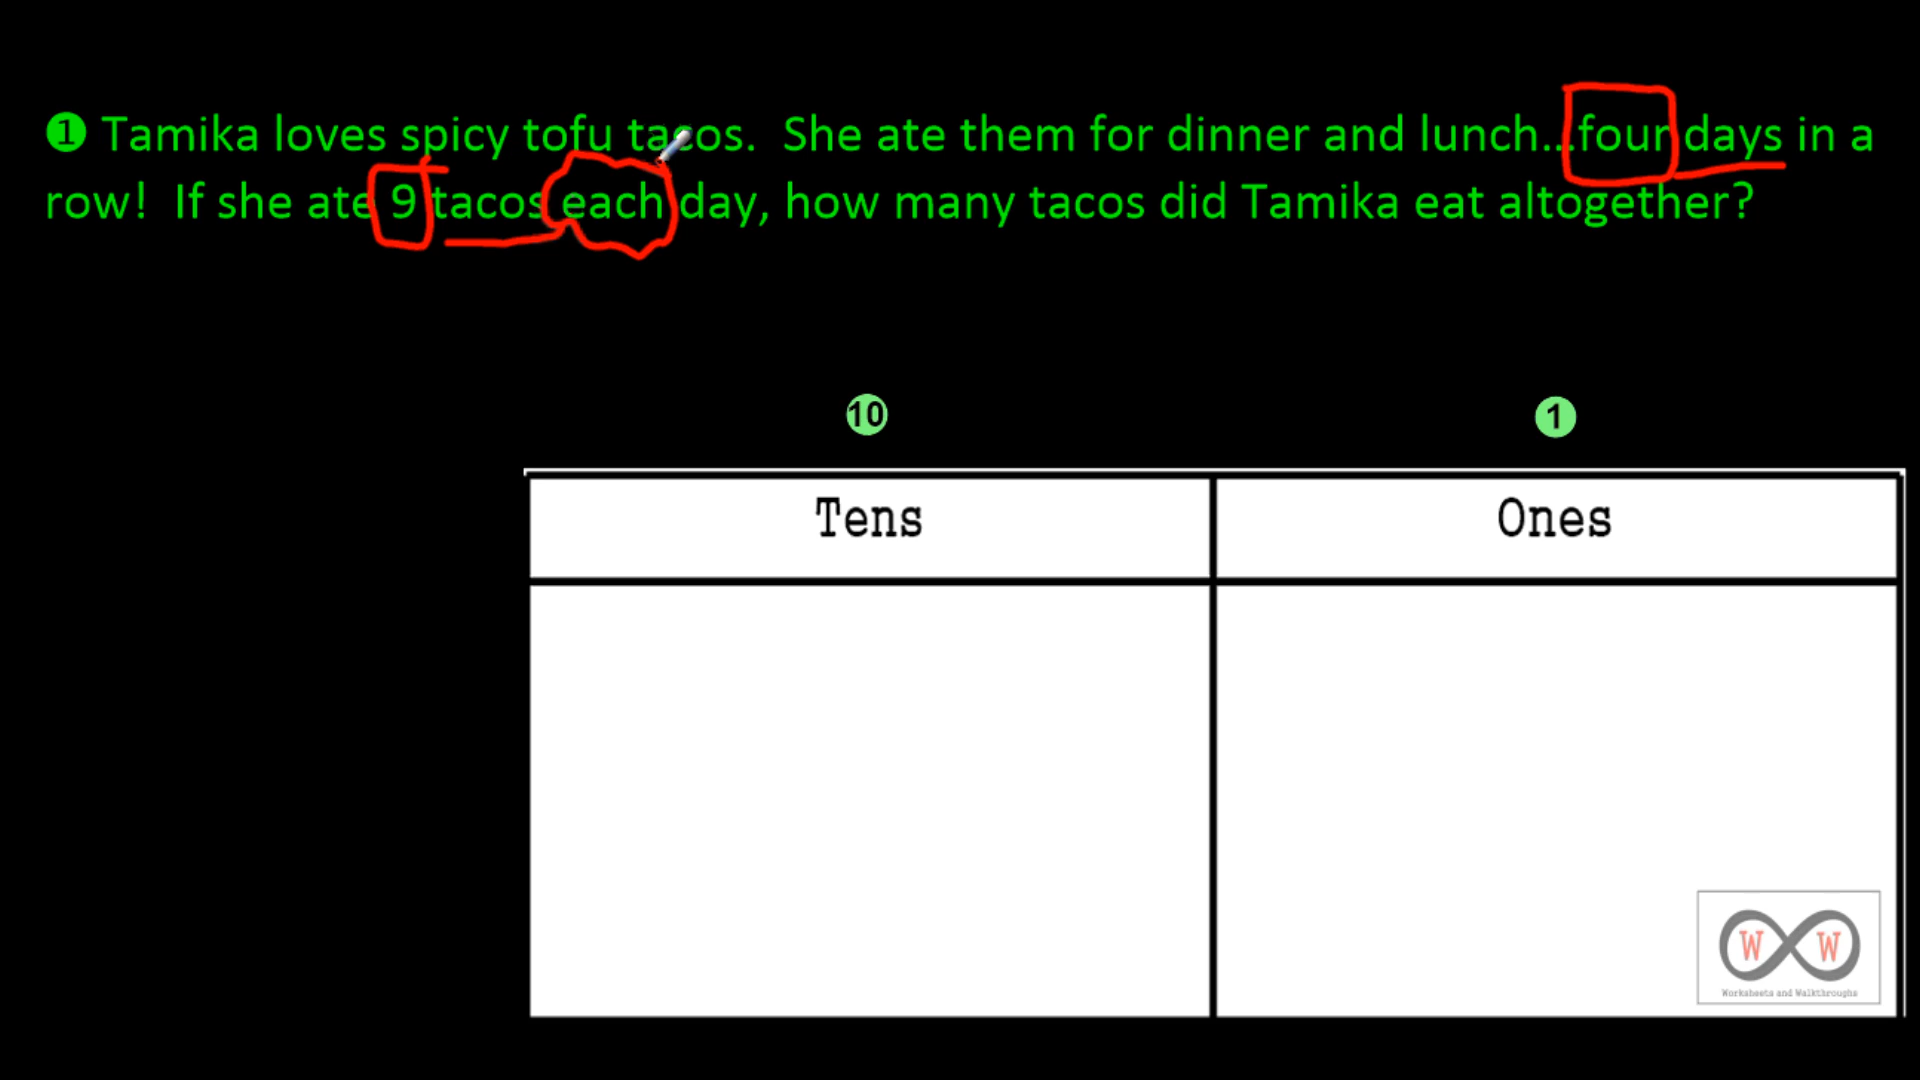 ❶ Tamika loves spicy tofu tacos. She ate them for dinner and lunch...four days in a
row! If she ate 9 tacos each day, how many tacos did Tamika eat altogether?
10 1
Tens Ones
W W
Worksheets and Walkthroughs